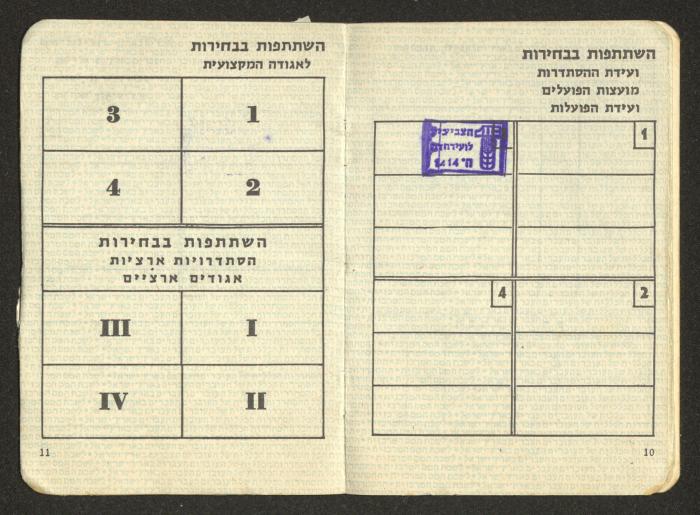 השתתפות בבחירות
ועידת ההסתדרות
מועצות הפועלים
ועידת הפועלות
1
הצביע
2
4
10
השתתפות בבחירות
לאגודה המקצועית
1
3
2
4
השתתפות בבחירות
הסתדרויות ארציות
אגודים ארציים
I
III
II
IV
11